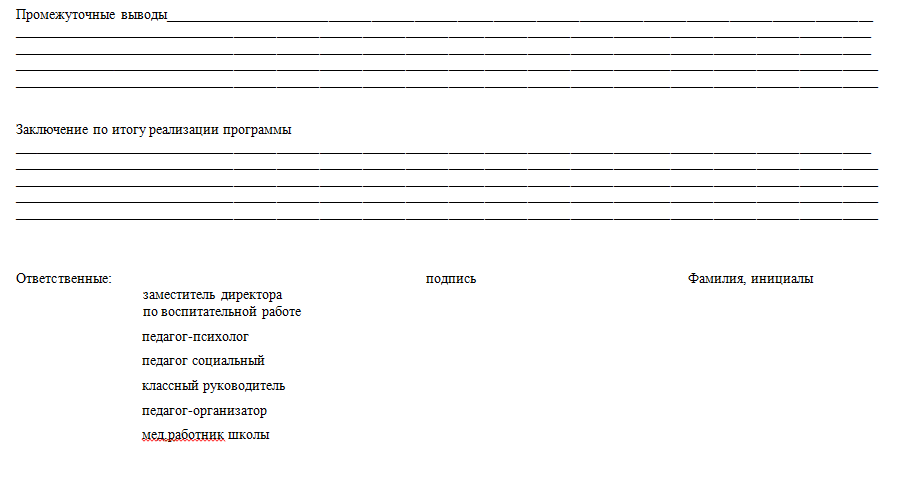 Промежуточные выводы
Заключение по итогу реализации программы
Ответственные: подпись Фамилия, инициалы
заместитель директора
по воспитательной работе
педагог-психолог
педагог социальный
классный руководитель
педагог-организатор
мед.работник школы